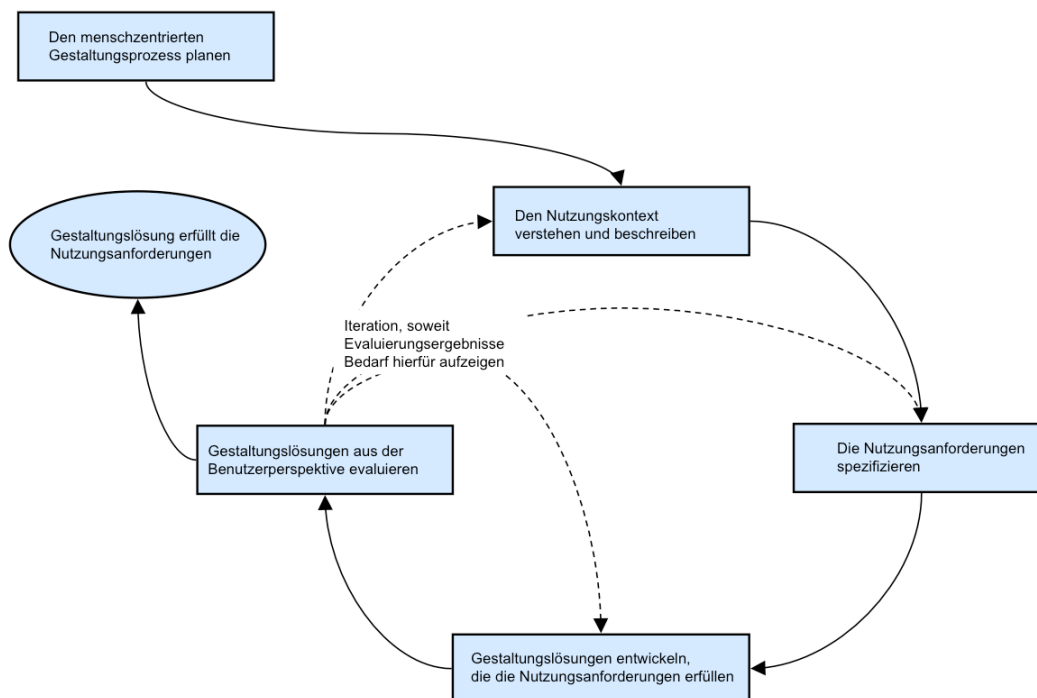 Den menschzentrierten
Gestaltungsprozess planen
Den Nutzungskontext
verstehen und beschreiben
Gestaltungslösung erfüllt die
Nutzungsanforderungen
Iteration, soweit
Evaluierungsergebnisse
Bedarf hierfür aufzeigen
Gestaltungslösungen aus der
Benutzerperspektive evaluieren
Die Nutzungsanforderungen
spezifizieren
Gestaltungslösungen entwickeln,
die die Nutzungsanforderungen erfüllen